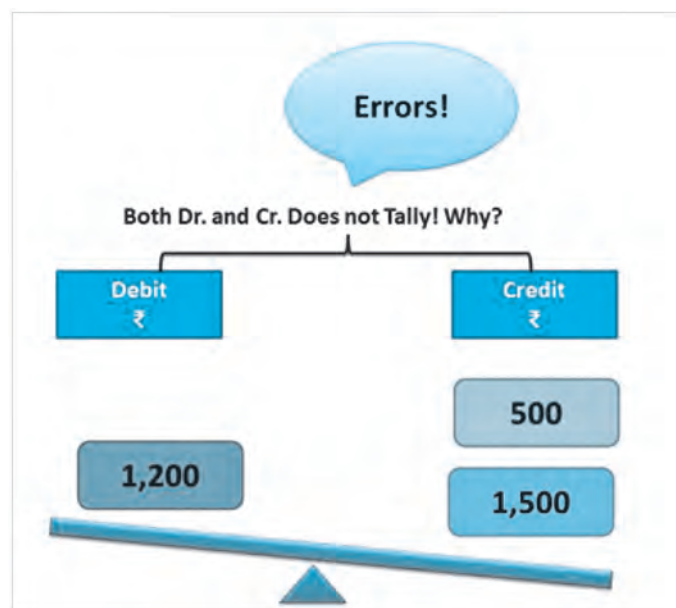 Errors!
Both Dr. and Cr. Does not Tally! Why?
Debit
₹
Credit
₹
500
1,200
1,500